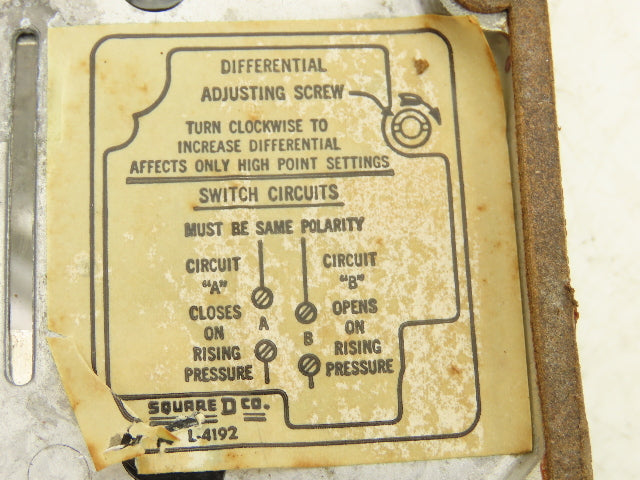 DIFFERENTIAL
ADJUSTING SCREW
TURN CLOCKWISE TO
INCREASE DIFFERENTIAL
AFFECTS ONLY HIGH POINT SETTINGS
SWITCH CIRCUITS
MUST BE SAME POLARITY
CIRCUIT
"A"
CLOSES
ON
RISING
PRESSURE
A
B
CIRCUIT
"B"
OPENS
ON
RISING
PRESSURE
SQUARE D CO.
L-4192